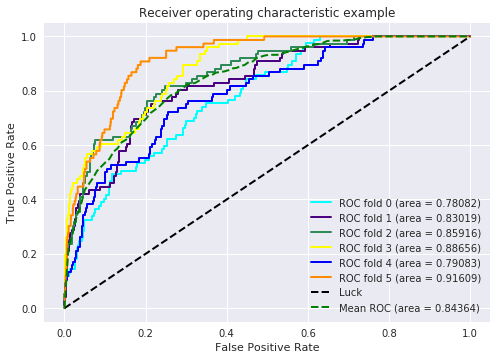 Receiver operating characteristic example
True Positive Rate
1.0
0.8
0.6
0.4
0.2
0.0
ROC fold 0 (area = 0.78082)
ROC fold 1 (area = 0.83019)
ROC fold 2 (area = 0.85916)
ROC fold 3 (area = 0.88656)
ROC fold 4 (area = 0.79083)
ROC fold 5 (area = 0.91609)
Luck
Mean ROC (area = 0.84364)
0.0 0.2 0.4 0.6 0.8 1.0
False Positive Rate